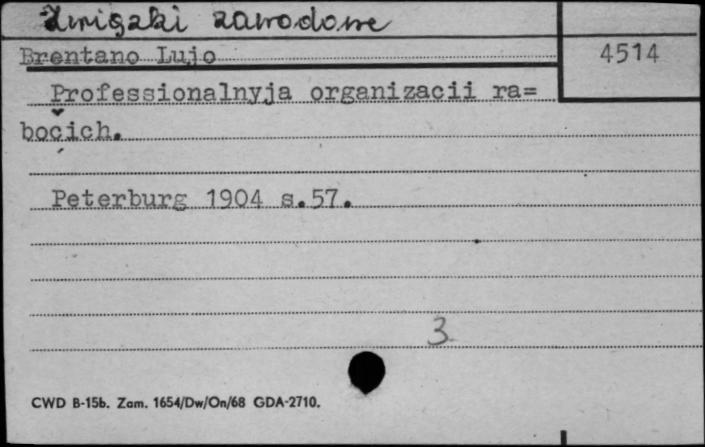 Związki zawodowe
Brentano Lujo
4514
Professionalnyja organizacii ra=
bočich.
Peterburg 1904 s.57.
3
CWD B-15b. Zam. 1654/Dw/On/68 GDA-2710.